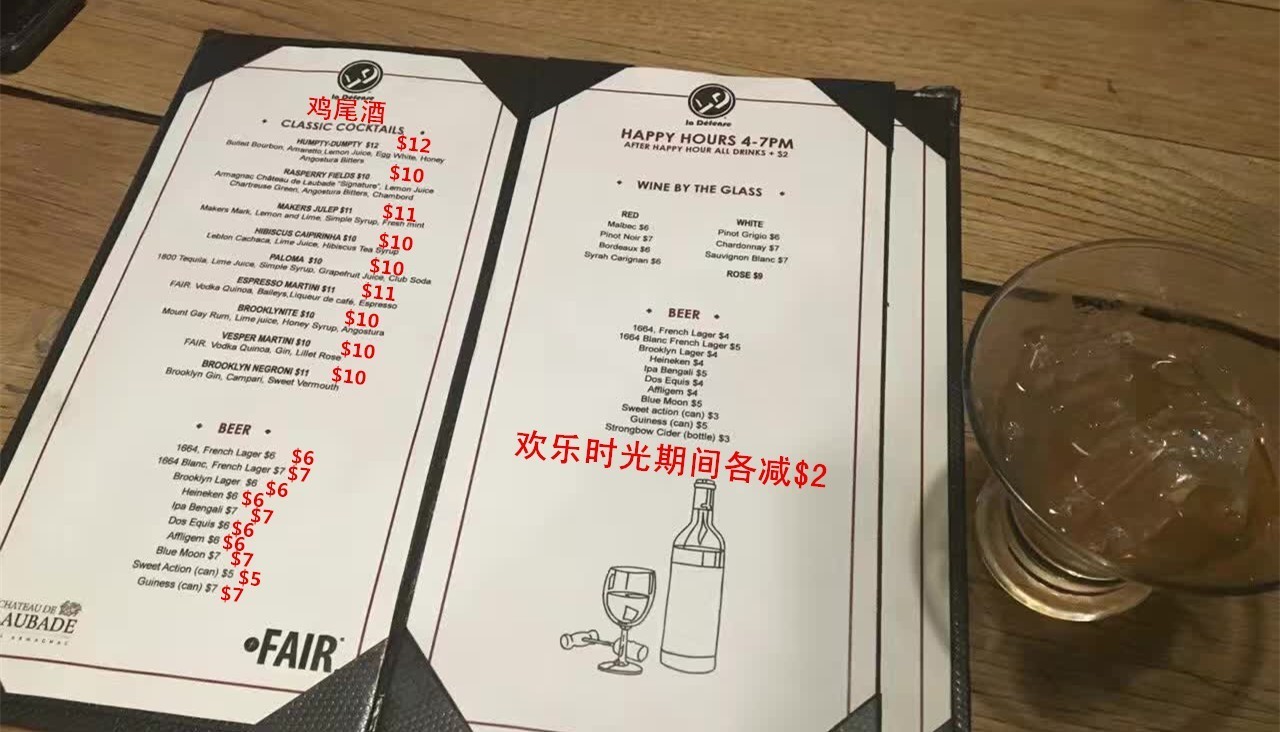 la Défense
鸡尾酒
CLASSIC COCKTAILS
HUMPTY-DUMPTY $12 $12
Bulleit Bourbon, Amaretto, Lemon Juice, Egg White, Honey
Angostura Bitters
RASPERRY FIELDS $10 $10
Armagnac Château de Laubade "Signature", Lemon Juice
Chartreuse Green, Angostura Bitters, Chambord
MAKERS JULEP $11 $11
Makers Mark, Lemon and Lime, Simple Syrup, Fresh mint
HIBISCUS CAIPIRINHA $10 $10
Leblon Cachaca, Lime Juice, Hibiscus Tea Syrup
PALOMA $10 $10
1800 Tequila, Lime Juice, Simple Syrup, Grapefruit Juice, Club Soda
ESPRESSO MARTINI $11 $11
FAIR. Vodka Quinoa, Baileys, Liqueur de café, Espresso
BROOKLYNITE $10 $10
Mount Gay Rum, Lime juice, Honey Syrup, Angostura
VESPER MARTINI $10 $10
FAIR. Vodka Quinoa, Gin, Lillet Rose
BROOKLYN NEGRONI $11 $10
Brooklyn Gin, Campari, Sweet Vermouth
BEER
1664, French Lager $6 $6
1664 Blanc, French Lager $7 $7
Brooklyn Lager $6 $6
Heineken $6 $6
Ipa Bengali $7 $7
Dos Equis $6 $6
Affligem $6 $6
Blue Moon $7 $7
Sweet Action (can) $5 $5
Guiness (can) $7 $7
CHATEAU DE
LAUBADE
FAIR
la Défense
HAPPY HOURS 4-7PM
AFTER HAPPY HOUR ALL DRINKS + $2
WINE BY THE GLASS
RED
Malbec $6
Pinot Noir $7
Bordeaux $6
Syrah Carignan $6
WHITE
Pinot Grigio $6
Chardonnay $7
Sauvignon Blanc $7
ROSE $9
BEER
1664, French Lager $4
1664 Blanc French Lager $5
Brooklyn Lager $4
Heineken $4
Ipa Bengali $5
Dos Equis $4
Affligem $4
Blue Moon $5
Sweet action (can) $3
Guiness (can) $5
Strongbow Cider (bottle) $3
欢乐时光期间各减$2